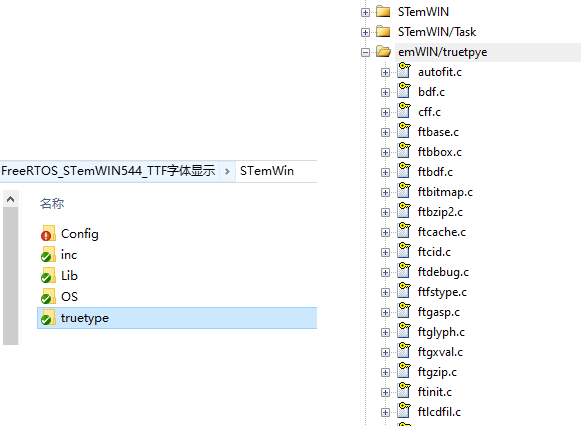 FreeRTOS_STemWIN544_TTF字体显示 > STemWin
名称
Config
inc
Lib
OS
truetype
STemWIN
STemWIN/Task
emWIN/truetpye
autofit.c
bdf.c
cff.c
ftbase.c
ftbbox.c
ftbdf.c
ftbitmap.c
ftbzip2.c
ftcache.c
ftcid.c
ftdebug.c
ftfstype.c
ftgasp.c
ftglyph.c
ftgxval.c
ftgzip.c
ftinit.c
ftlcdfil.c